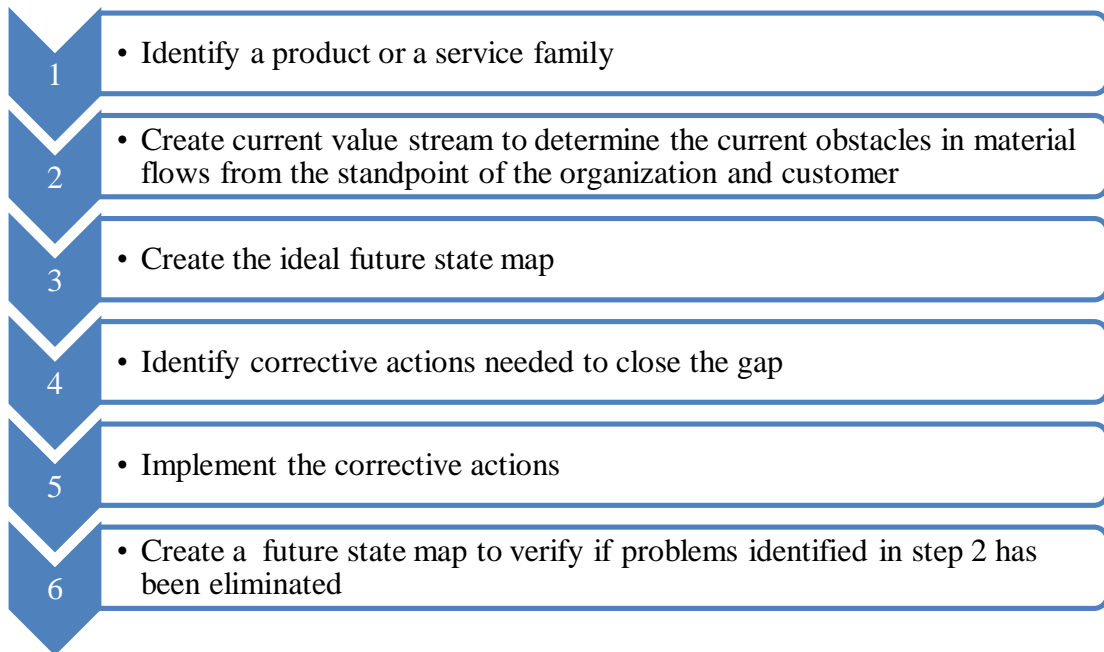 1
• Identify a product or a service family
2
• Create current value stream to determine the current obstacles in material
flows from the standpoint of the organization and customer
3
• Create the ideal future state map
4
• Identify corrective actions needed to close the gap
5
• Implement the corrective actions
6
• Create a  future state map to verify if problems identified in step 2 has
been eliminated